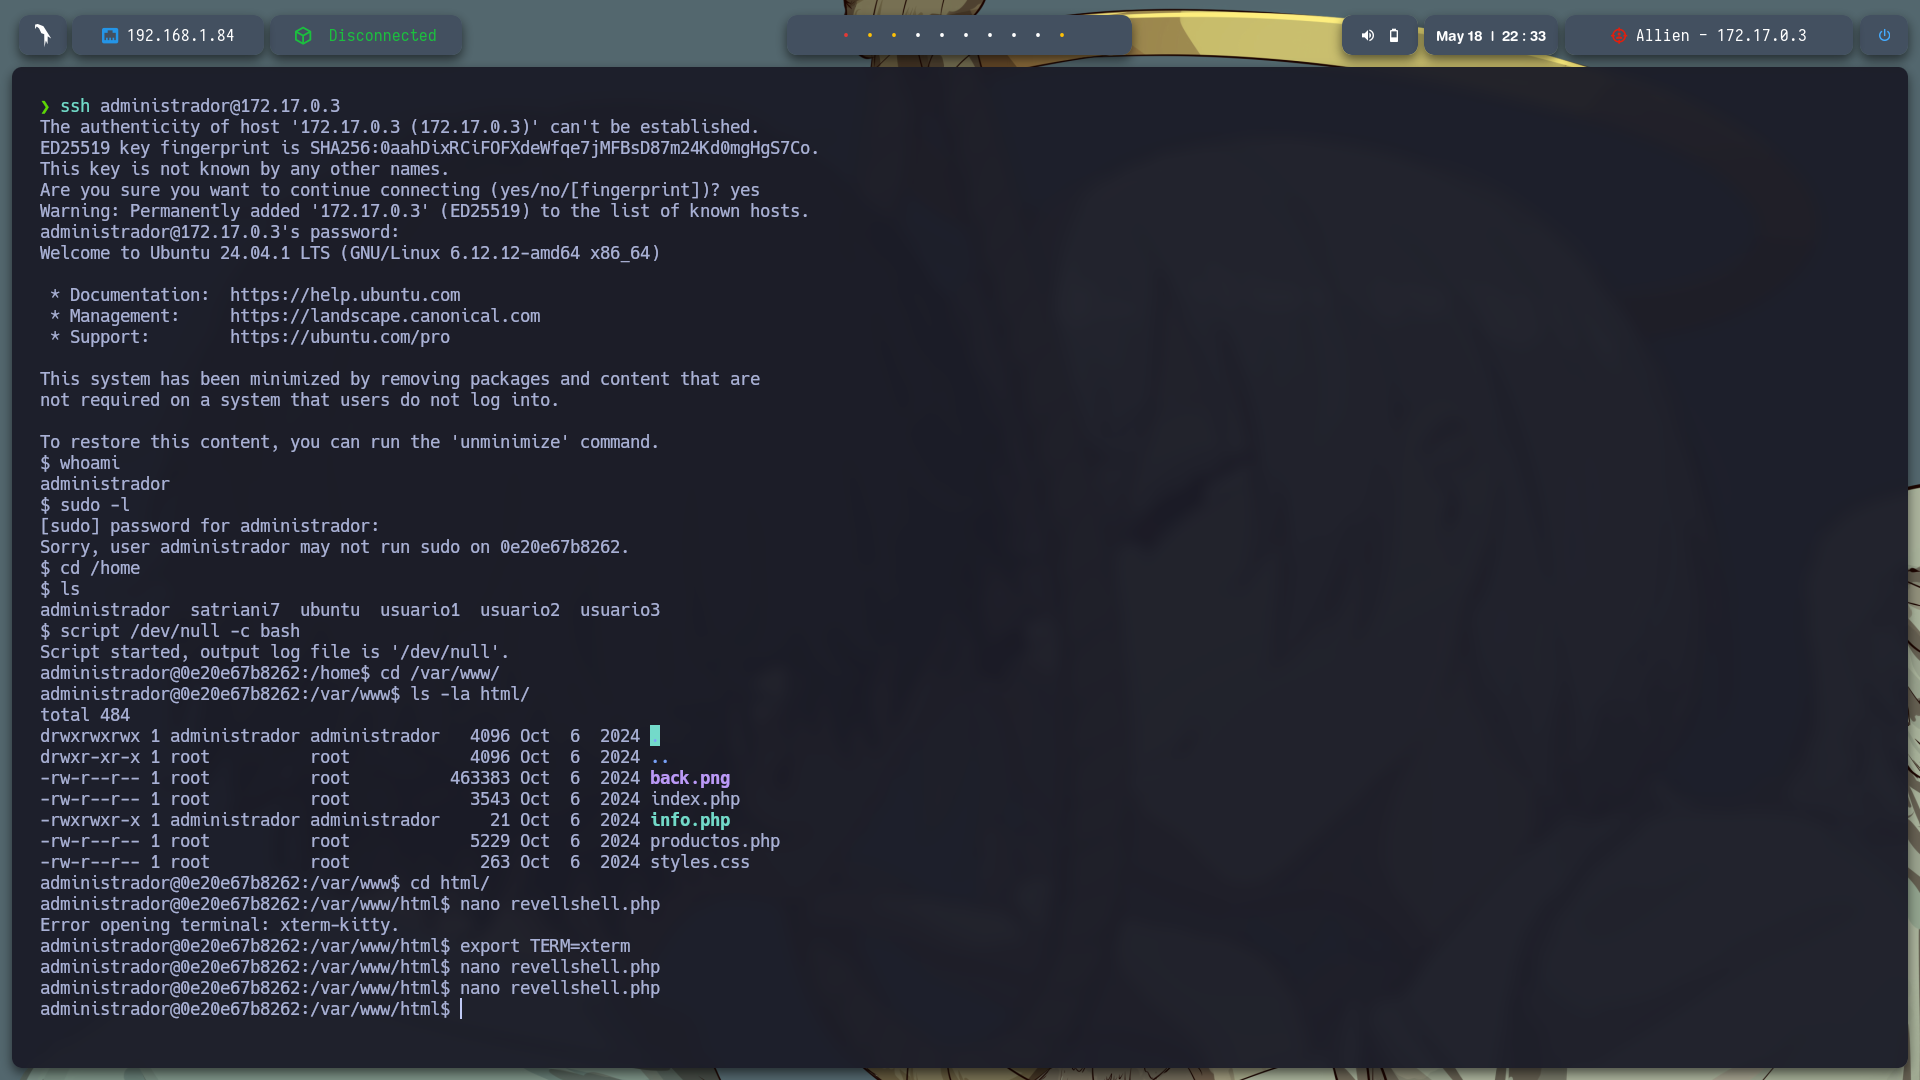 192.168.1.84 Disconnected May 18 | 22 : 33 Allien - 172.17.0.3
❯ ssh administrador@172.17.0.3
The authenticity of host '172.17.0.3 (172.17.0.3)' can't be established.
ED25519 key fingerprint is SHA256:0aahDixRCiFOFXdeWfqe7jMFBsD87m24Kd0mgHgS7Co.
This key is not known by any other names.
Are you sure you want to continue connecting (yes/no/[fingerprint])? yes
Warning: Permanently added '172.17.0.3' (ED25519) to the list of known hosts.
administrador@172.17.0.3's password:
Welcome to Ubuntu 24.04.1 LTS (GNU/Linux 6.12.12-amd64 x86_64)
* Documentation:  https://help.ubuntu.com
* Management:     https://landscape.canonical.com
* Support:        https://ubuntu.com/pro
This system has been minimized by removing packages and content that are
not required on a system that users do not log into.
To restore this content, you can run the 'unminimize' command.
$ whoami
administrador
$ sudo -l
[sudo] password for administrador:
Sorry, user administrador may not run sudo on 0e20e67b8262.
$ cd /home
$ ls
administrador  satriani7  ubuntu  usuario1  usuario2  usuario3
$ script /dev/null -c bash
Script started, output log file is '/dev/null'.
administrador@0e20e67b8262:/home$ cd /var/www/
administrador@0e20e67b8262:/var/www$ ls -la html/
total 484
drwxrwxrwx 1 administrador administrador   4096 Oct  6  2024 .
drwxr-xr-x 1 root          root            4096 Oct  6  2024 ..
-rw-r--r-- 1 root          root          463383 Oct  6  2024 back.png
-rw-r--r-- 1 root          root            3543 Oct  6  2024 index.php
-rwxrwxr-x 1 administrador administrador     21 Oct  6  2024 info.php
-rw-r--r-- 1 root          root            5229 Oct  6  2024 productos.php
-rw-r--r-- 1 root          root             263 Oct  6  2024 styles.css
administrador@0e20e67b8262:/var/www$ cd html/
administrador@0e20e67b8262:/var/www/html$ nano revellshell.php
Error opening terminal: xterm-kitty.
administrador@0e20e67b8262:/var/www/html$ export TERM=xterm
administrador@0e20e67b8262:/var/www/html$ nano revellshell.php
administrador@0e20e67b8262:/var/www/html$ nano revellshell.php
administrador@0e20e67b8262:/var/www/html$